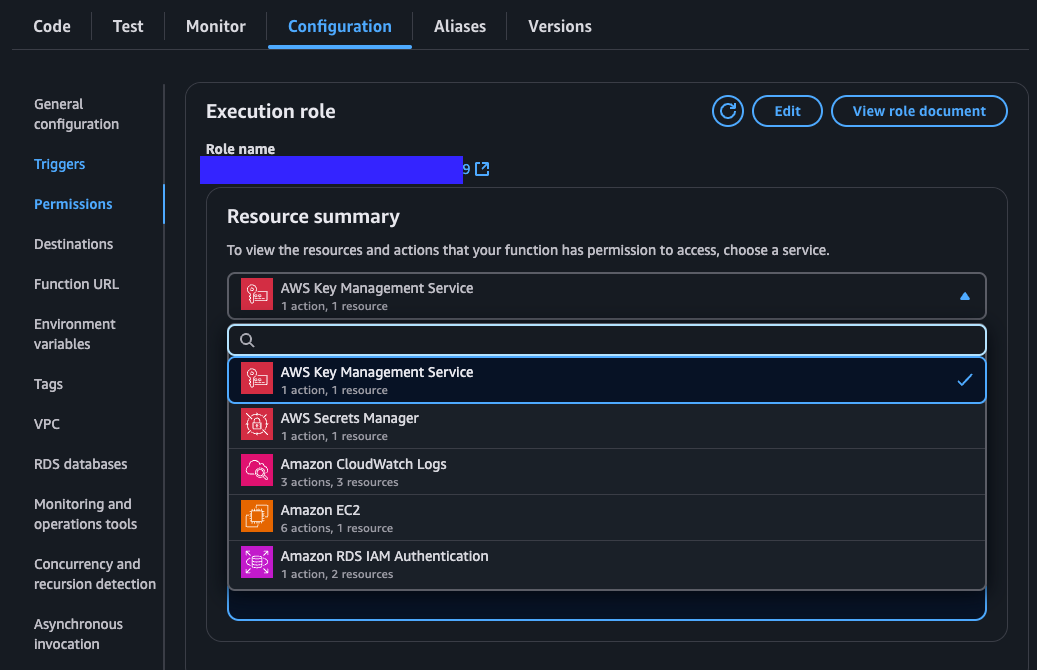 Code
Test
Monitor
Configuration
Aliases
Versions
General
configuration
Triggers
Permissions
Destinations
Function URL
Environment
variables
Tags
VPC
RDS databases
Monitoring and
operations tools
Concurrency and
recursion detection
Asynchronous
invocation
Execution role
Edit
View role document
Role name
9
Resource summary
To view the resources and actions that your function has permission to access, choose a service.
AWS Key Management Service
1 action, 1 resource
AWS Key Management Service
1 action, 1 resource
AWS Secrets Manager
1 action, 1 resource
Amazon CloudWatch Logs
3 actions, 3 resources
Amazon EC2
6 actions, 1 resource
Amazon RDS IAM Authentication
1 action, 2 resources